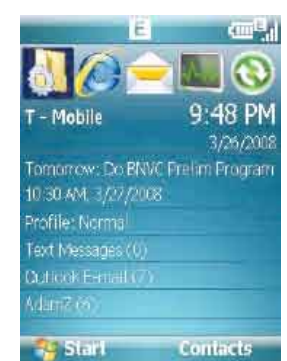 E
T - Mobile
9:48 PM
3/26/2008
Tomorrow: Do BNVC Prelim Program
10:30 AM, 3/27/2008
Profile: Normal
Text Messages (0)
Outlook E-mail (7)
AdamZ (6)
Start
Contacts